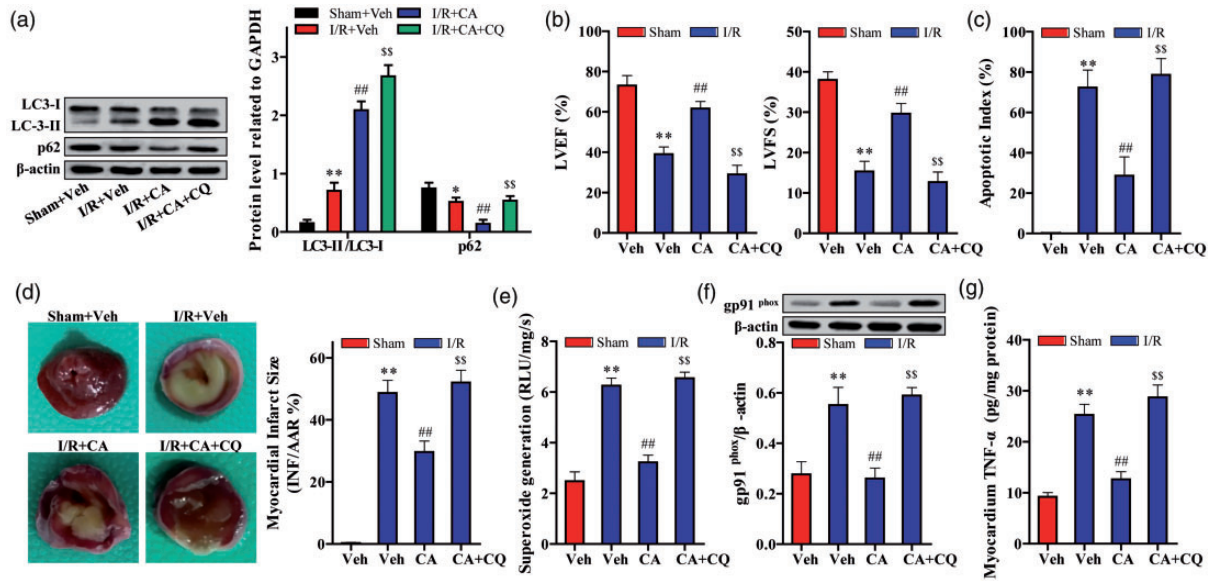 (a)
Sham+Veh
I/R+CA
I/R+Veh
I/R+CA+CQ
LC3-I
LC-3-II
p62
β-actin
Sham+Veh
I/R+Veh
I/R+CA
I/R+CA+CQ
Protein level related to GAPDH
3
2
1
0
**
##
$$
*
##
$$
LC3-II/LC3-I
p62
(b)
Sham
I/R
LVEF
(%)
100
80
60
40
20
0
**
##
$$
Veh
Veh
CA
CA+CQ
Sham
I/R
LVFS
(%)
50
40
30
20
10
0
**
##
$$
Veh
Veh
CA
CA+CQ
(c)
Sham
I/R
Apoptotic Index (%)
100
80
60
40
20
0
**
##
$$
Veh
Veh
CA
CA+CQ
(d)
Sham+Veh
I/R+Veh
I/R+CA
I/R+CA+CQ
Sham
I/R
Myocardial Infarct Size
(INF/AAR %)
60
40
20
0
**
##
$$
Veh
Veh
CA
CA+CQ
(e)
Sham
I/R
Superoxide generation (RLU/mg/s)
8
6
4
2
0
**
##
$$
Veh
Veh
CA
CA+CQ
(f)
gp91 phox
β-actin
Sham
I/R
gp91 phox/β -actin
0.8
0.6
0.4
0.2
0.0
**
##
$$
Veh
Veh
CA
CA+CQ
(g)
Sham
I/R
Myocardium TNF-α (pg/mg protein)
40
30
20
10
0
**
##
$$
Veh
Veh
CA
CA+CQ